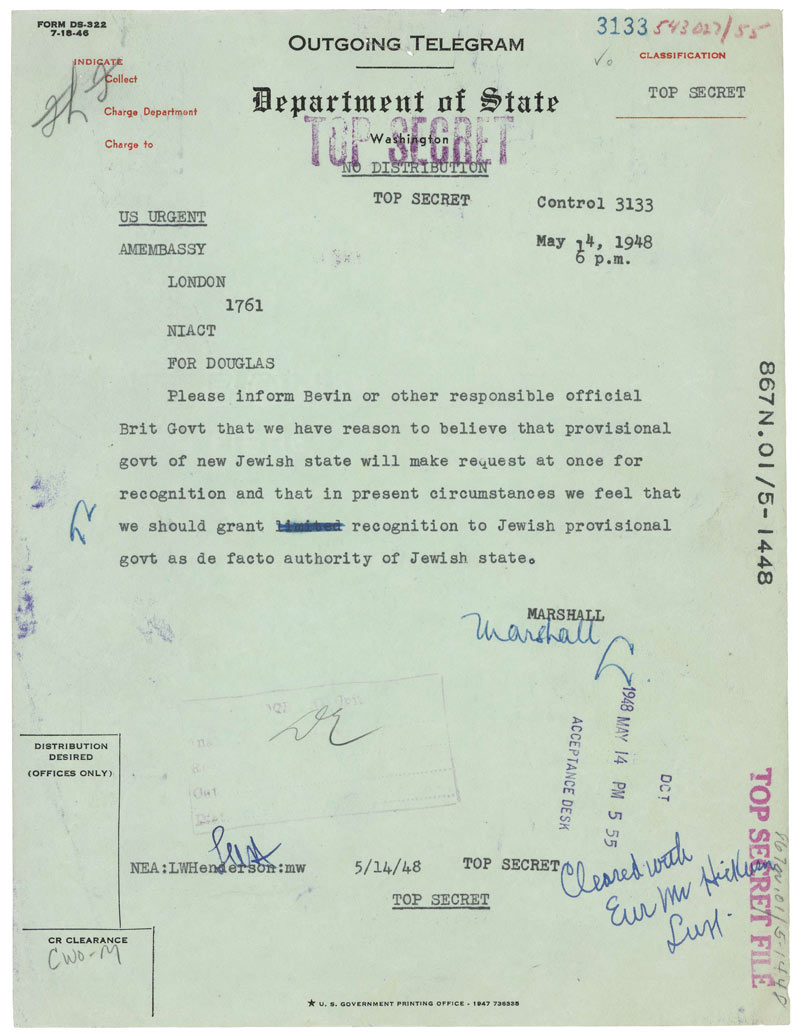 FORM DS-322
7-18-46
OUTGOING TELEGRAM
3133 543027/55
INDICATE
Collect
Charge Department
Charge to
CLASSIFICATION
TOP SECRET
Department of State
Washington
TOP SECRET
NO DISTRIBUTION
TOP SECRET
Control 3133
US URGENT
May 14, 1948
6 p.m.
AMEMBASSY
LONDON
1761
NIACT
FOR DOUGLAS
Please inform Bevin or other responsible official
Brit Govt that we have reason to believe that provisional
govt of new Jewish state will make request at once for
recognition and that in present circumstances we feel that
we should grant limited recognition to Jewish provisional
govt as de facto authority of Jewish state.
MARSHALL
Marshall
867N.01/5-1448
1948 MAY 14 PM 5 55
DCT
ACCEPTANCE DESK
DISTRIBUTION
DESIRED
(OFFICES ONLY)
NEA:LWHenderson:mw 5/14/48 TOP SECRET
TOP SECRET
Cleared with
Eur Mr
TOP SECRET FILE
CR CLEARANCE
CWO-M
★ U. S. GOVERNMENT PRINTING OFFICE - 1947 736335